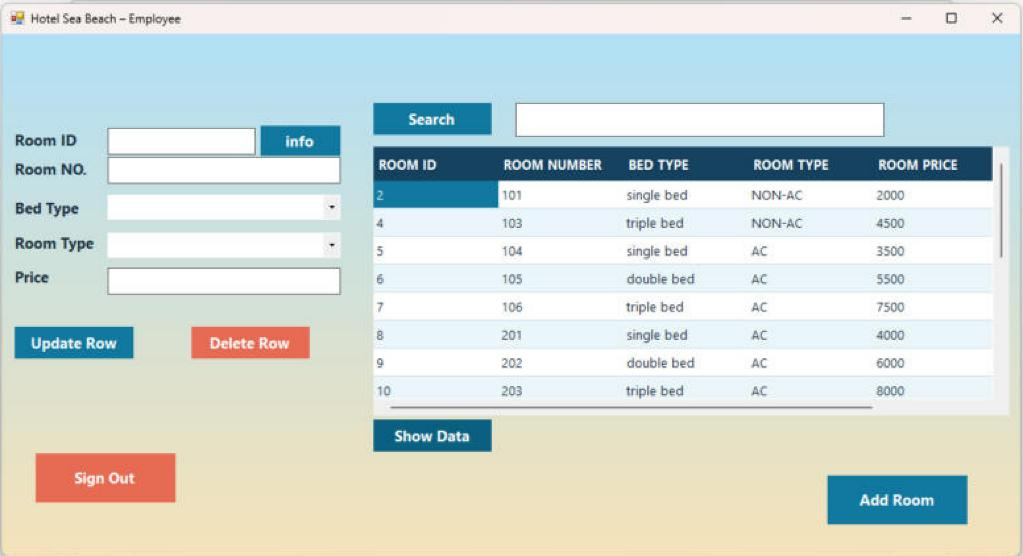 Hotel Sea Beach – Employee
Room ID
info
Room NO.
Bed Type
Room Type
Price
Update Row
Delete Row
Sign Out
Search
ROOM ID ROOM NUMBER BED TYPE ROOM TYPE ROOM PRICE
2 101 single bed NON-AC 2000
4 103 triple bed NON-AC 4500
5 104 single bed AC 3500
6 105 double bed AC 5500
7 106 triple bed AC 7500
8 201 single bed AC 4000
9 202 double bed AC 6000
10 203 triple bed AC 8000
Show Data
Add Room